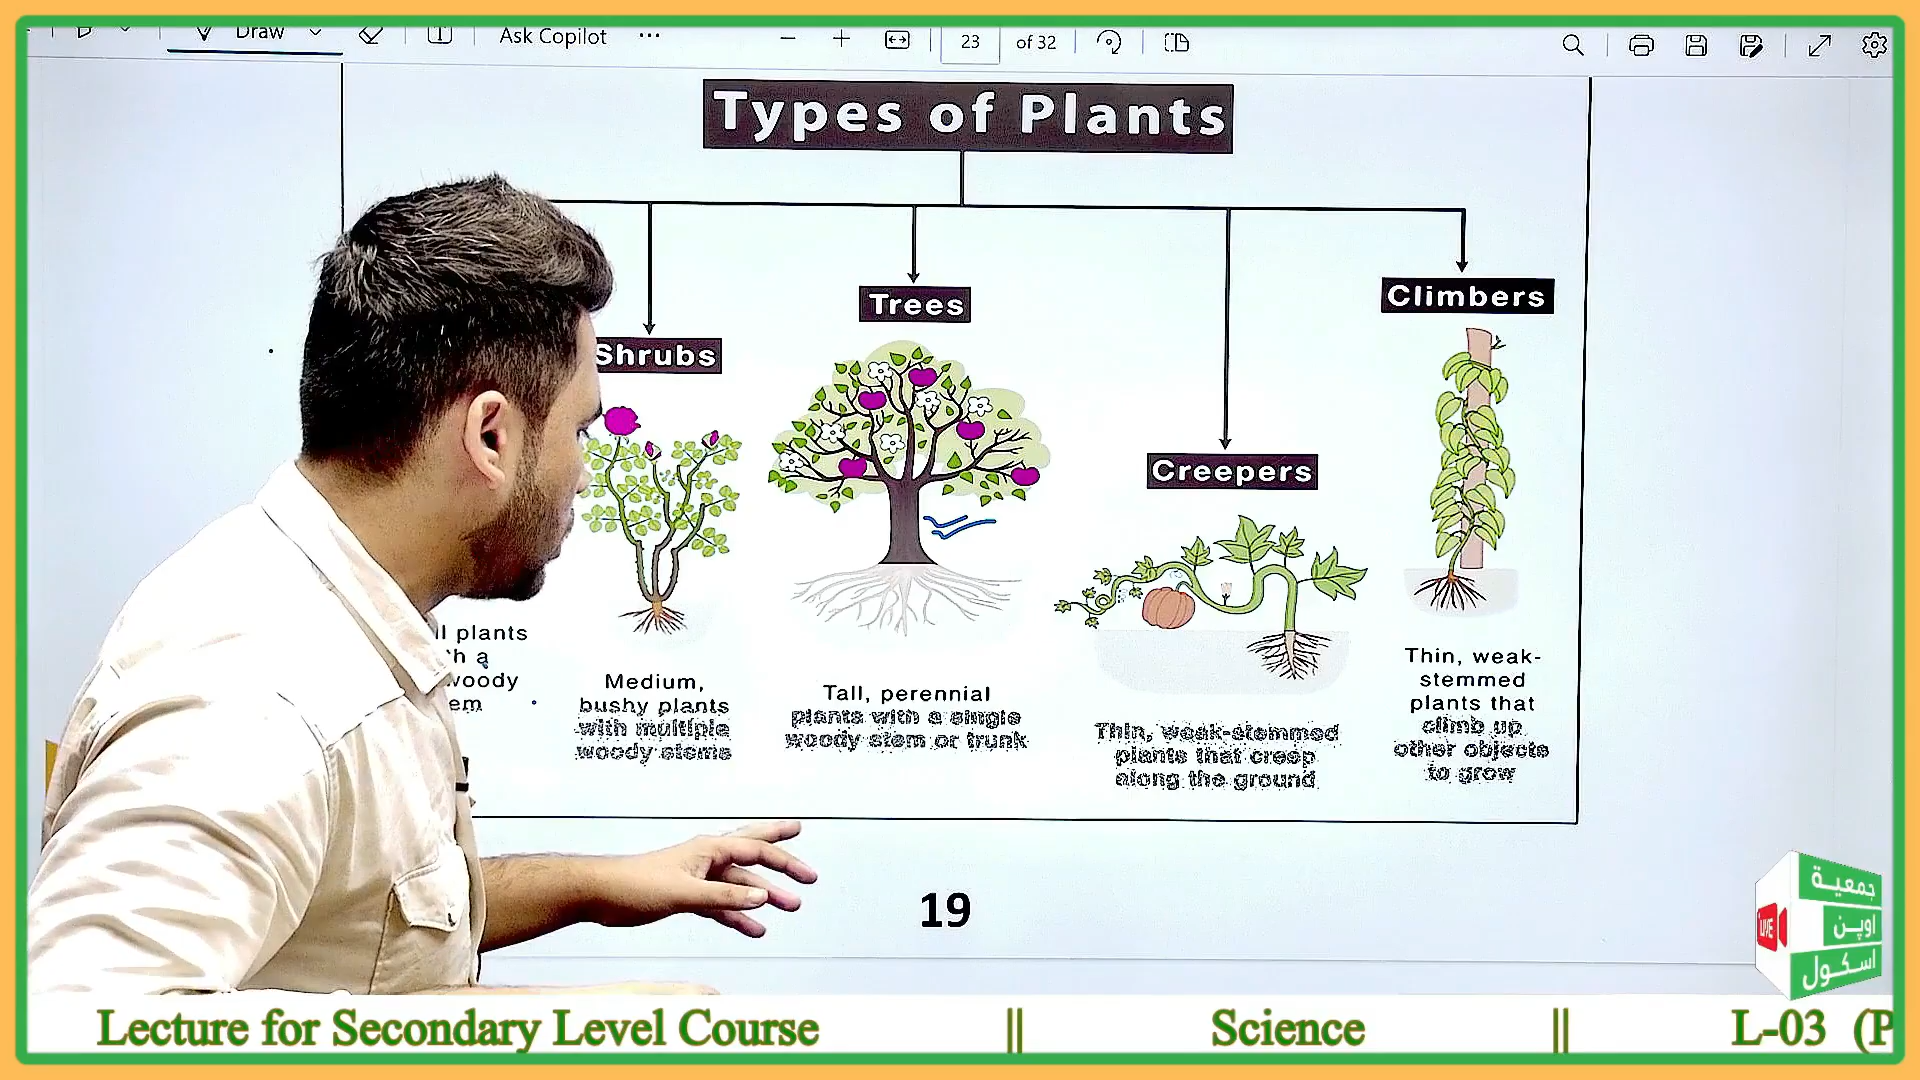 Draw
Ask Copilot
23
of 32
Types of Plants
Shrubs
Trees
Creepers
Climbers
plants
a
woody
Medium,
bushy plants
with multiple
woody stems
Tall, perennial
plants with a single
woody stem or trunk
Thin, weak-stemmed
plants that creep
along the ground
Thin, weak-
stemmed
plants that
climb up
other objects
to grow
19
جمعية
اوپن
اسکول
LIVE
Lecture for Secondary Level Course || Science || L-03 (P